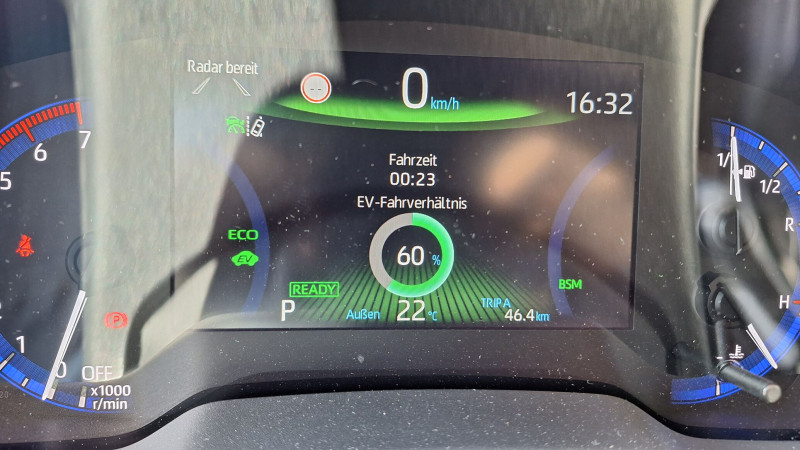 Radar bereit
--
0 km/h
16:32
7
6
5
1/
1/2
Fahrzeit
00:23
EV-Fahrverhältnis
60 %
R
ECO
EV
READY
BSM
H
P
Außen 22 °C
TRIP A
46.4 km
2
1
0
OFF
x1000
r/min